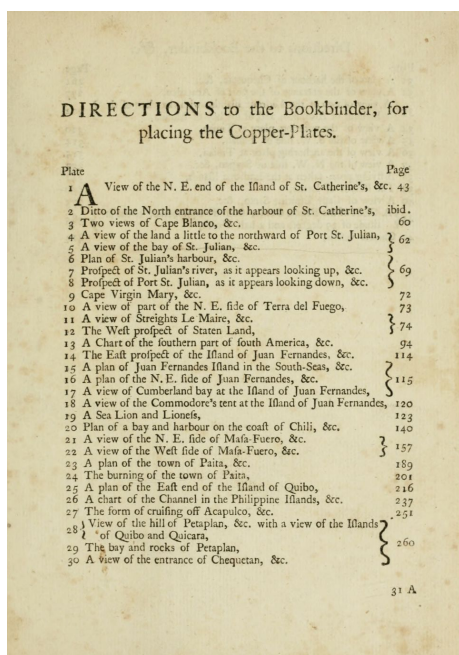 DIRECTIONS to the Bookbinder, for
placing the Copper-Plates.
Plate Page
1 A View of the N. E. end of the Iſland of St. Catherine's, &c. 43
2 Ditto of the North entrance of the harbour of St. Catherine's, ibid.
3 Two views of Cape Blanco, &c. 60
4 A view of the land a little to the northward of Port St. Julian,
5 A view of the bay of St. Julian, &c. } 62
6 Plan of St. Julian's harbour, &c.
7 Proſpect of St. Julian's river, as it appears looking up, &c. } 69
8 Proſpect of Port St. Julian, as it appears looking down, &c.
9 Cape Virgin Mary, &c. 72
10 A view of part of the N. E. ſide of Terra del Fuego, 73
11 A view of Streights Le Maire, &c. } 74
12 The Weſt proſpect of Staten Land,
13 A Chart of the ſouthern part of ſouth America, &c. 94
14 The Eaſt proſpect of the Iſland of Juan Fernandes, &c. 114
15 A plan of Juan Fernandes Iſland in the South-Seas, &c.
16 A plan of the N. E. ſide of Juan Fernandes, &c. } 115
17 A view of Cumberland bay at the Iſland of Juan Fernandes,
18 A view of the Commodore's tent at the Iſland of Juan Fernandes, 120
19 A Sea Lion and Lioneſs, 123
20 Plan of a bay and harbour on the coaſt of Chili, &c. 140
21 A view of the N. E. ſide of Maſa-Fuero, &c. } 157
22 A view of the Weſt ſide of Maſa-Fuero, &c.
23 A plan of the town of Paita, &c. 189
24 The burning of the town of Paita, 201
25 A plan of the Eaſt end of the Iſland of Quibo, 216
26 A chart of the Channel in the Philippine Iſlands, &c. 237
27 The form of cruiſing off Acapulco, &c. 251
28 { View of the hill of Petaplan, &c. with a view of the Iſlands
of Quibo and Quicara, } 260
29 The bay and rocks of Petaplan,
30 A view of the entrance of Chequetan, &c.
31 A